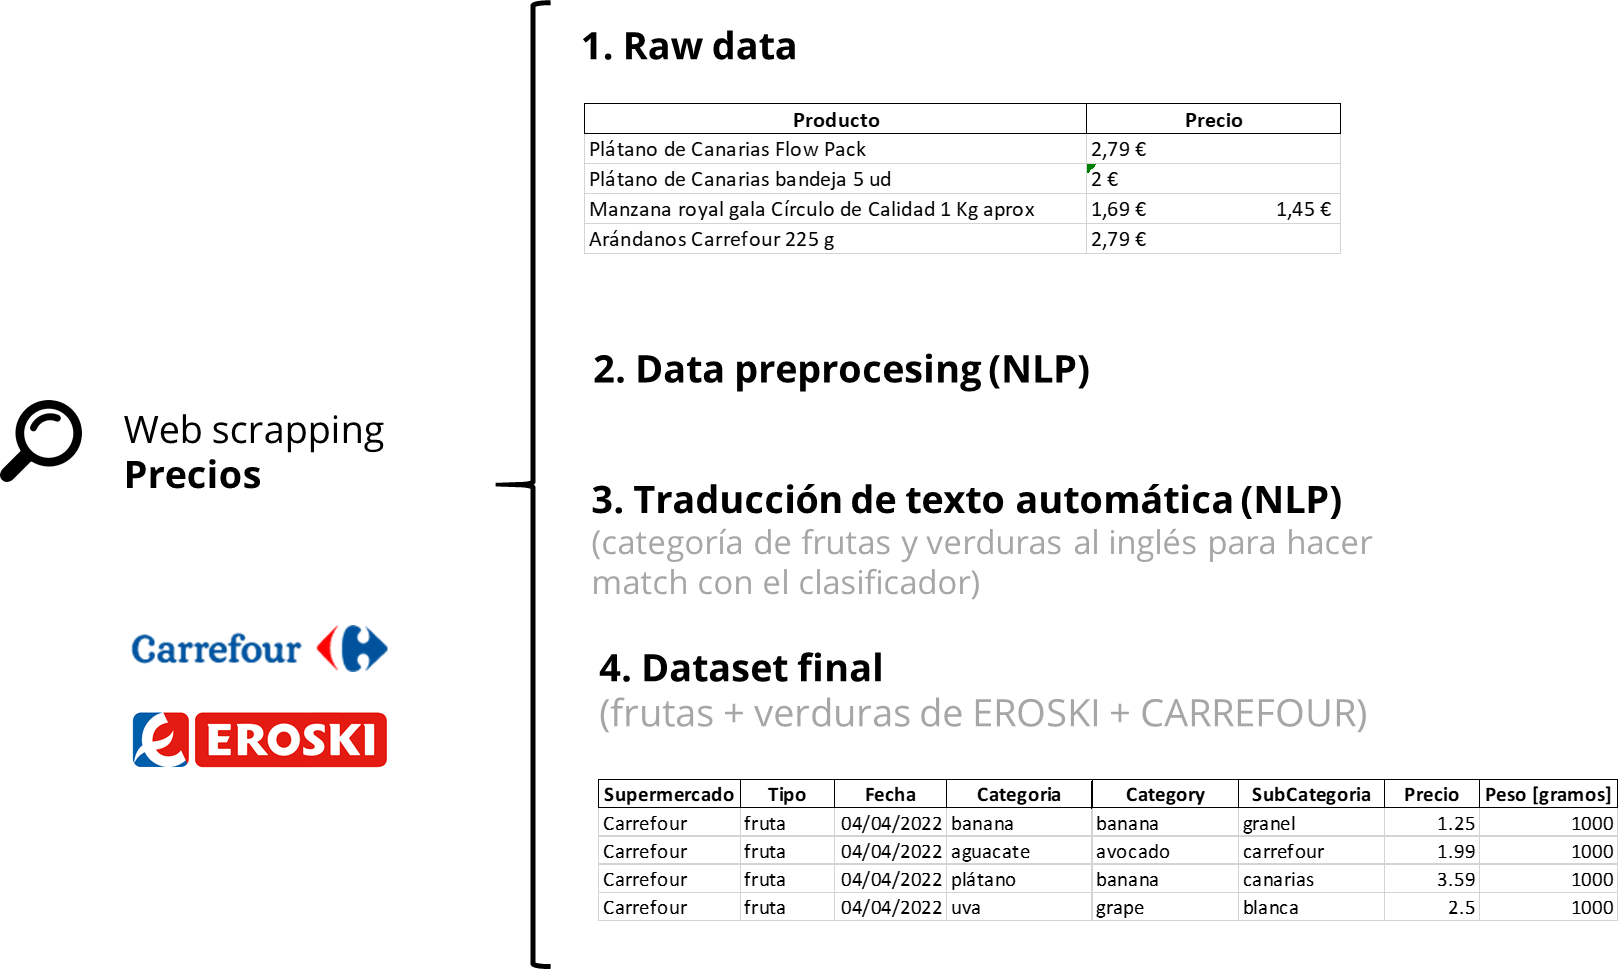 Web scrapping
Precios
Carrefour
EROSKI
1. Raw data
Producto Precio
Plátano de Canarias Flow Pack 2,79 €
Plátano de Canarias bandeja 5 ud 2 €
Manzana royal gala Círculo de Calidad 1 Kg aprox 1,69 € 1,45 €
Arándanos Carrefour 225 g 2,79 €
2. Data preprocesing (NLP)
3. Traducción de texto automática (NLP)
(categoría de frutas y verduras al inglés para hacer
match con el clasificador)
4. Dataset final
(frutas + verduras de EROSKI + CARREFOUR)
Supermercado Tipo Fecha Categoria Category SubCategoria Precio Peso [gramos]
Carrefour fruta 04/04/2022 banana banana granel 1.25 1000
Carrefour fruta 04/04/2022 aguacate avocado carrefour 1.99 1000
Carrefour fruta 04/04/2022 plátano banana canarias 3.59 1000
Carrefour fruta 04/04/2022 uva grape blanca 2.5 1000